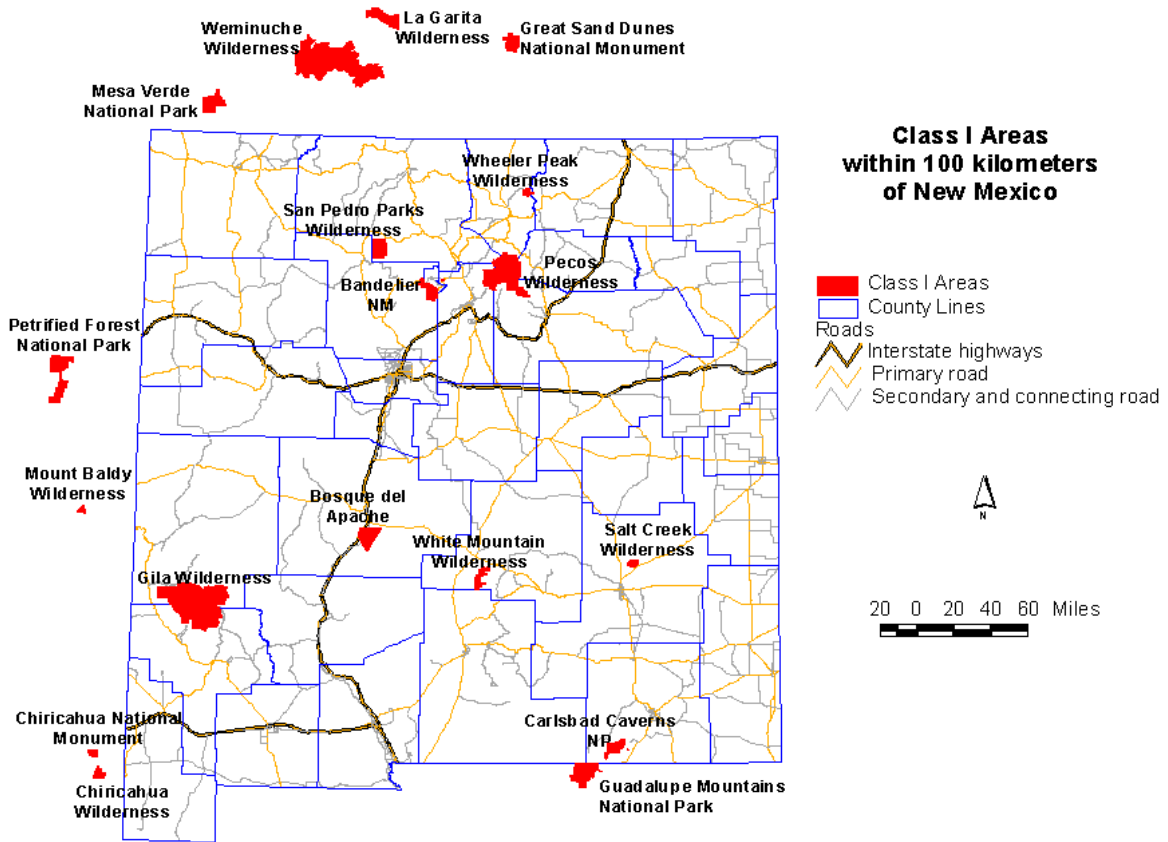 La Garita
Wilderness
Weminuche
Wilderness
Great Sand Dunes
National Monument
Mesa Verde
National Park
Class I Areas
within 100 kilometers
of New Mexico
Wheeler Peak
Wilderness
San Pedro Parks
Wilderness
Pecos
Wilderness
Bandelier
NM
Class I Areas
County Lines
Roads
Interstate highways
Primary road
Secondary and connecting road
Petrified Forest
National Park
Mount Baldy
Wilderness
Bosque del
Apache
White Mountain
Wilderness
Salt Creek
Wilderness
N
Gila Wilderness
20 0 20 40 60 Miles
Chiricahua National
Monument
Carlsbad Caverns
NP
Chiricahua
Wilderness
Guadalupe Mountains
National Park